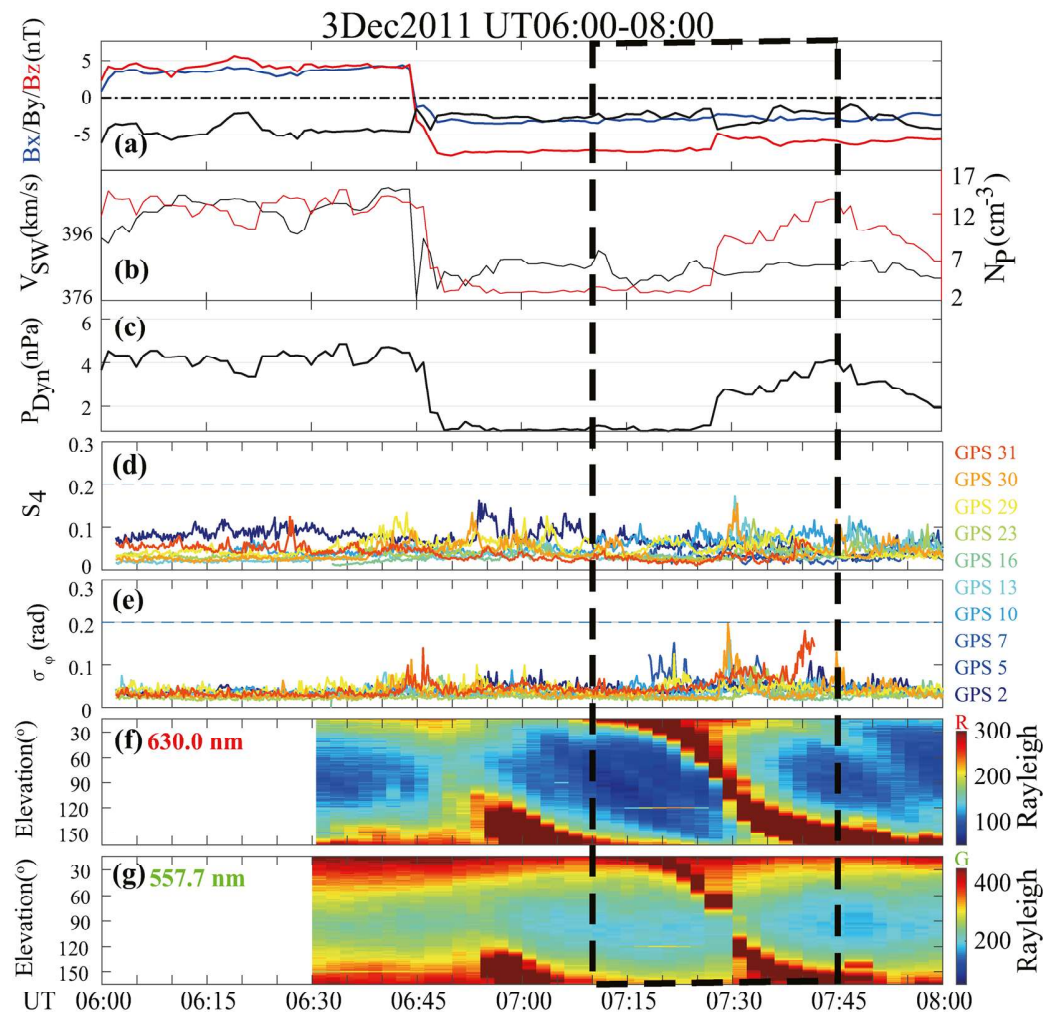 3Dec2011 UT06:00-08:00
Bx/By/Bz(nT)
5
0
-5
(a)
V_SW(km/s)
396
376
(b)
17
12
7
2
N_P(cm⁻³)
P_Dyn(nPa)
6
4
2
(c)
S₄
0.3
0.2
0.1
0
(d)
σ_φ (rad)
0.3
0.2
0.1
0
(e)
GPS 31
GPS 30
GPS 29
GPS 23
GPS 16
GPS 13
GPS 10
GPS 7
GPS 5
GPS 2
Elevation(°)
30
60
90
120
150
(f) 630.0 nm
R
300
200
100
Rayleigh
Elevation(°)
30
60
90
120
150
(g) 557.7 nm
G
400
200
Rayleigh
UT 06:00 06:15 06:30 06:45 07:00 07:15 07:30 07:45 08:00